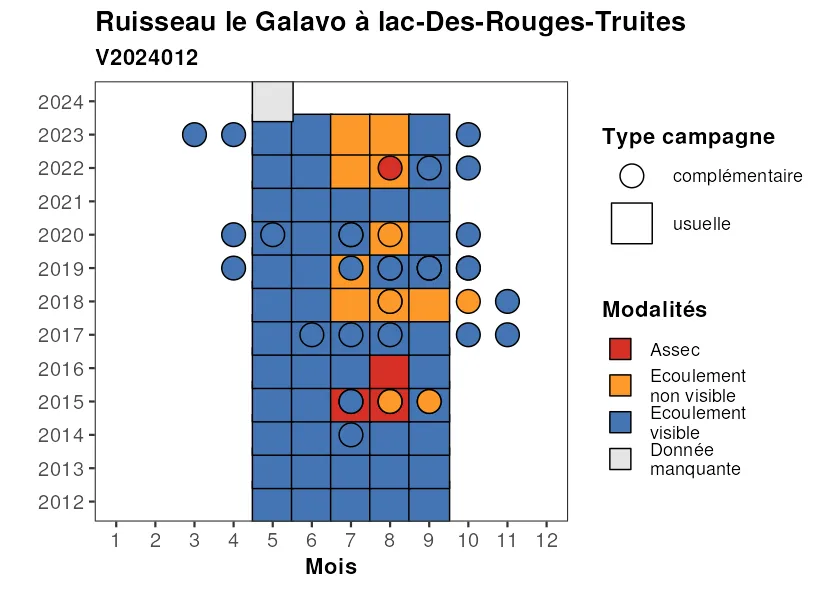 Ruisseau le Galavo à lac-Des-Rouges-Truites
V2024012
2024
2023
2022
2021
2020
2019
2018
2017
2016
2015
2014
2013
2012
1 2 3 4 5 6 7 8 9 10 11 12
Mois
Type campagne
complémentaire
usuelle
Modalités
Assec
Ecoulement
non visible
Ecoulement
visible
Donnée
manquante